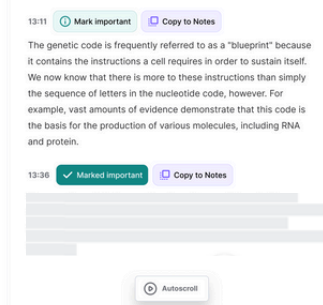 13:11 Mark important Copy to Notes
The genetic code is frequently referred to as a "blueprint" because
it contains the instructions a cell requires in order to sustain itself.
We now know that there is more to these instructions than simply
the sequence of letters in the nucleotide code, however. For
example, vast amounts of evidence demonstrate that this code is
the basis for the production of various molecules, including RNA
and protein.
13:36 Marked important Copy to Notes
Autoscroll